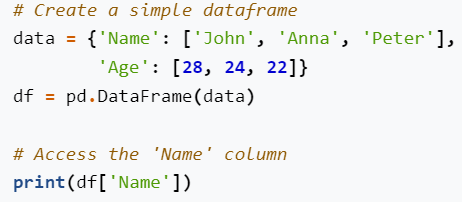 # Create a simple dataframe
data = {'Name': ['John', 'Anna', 'Peter'],
        'Age': [28, 24, 22]}
df = pd.DataFrame(data)

# Access the 'Name' column
print(df['Name'])